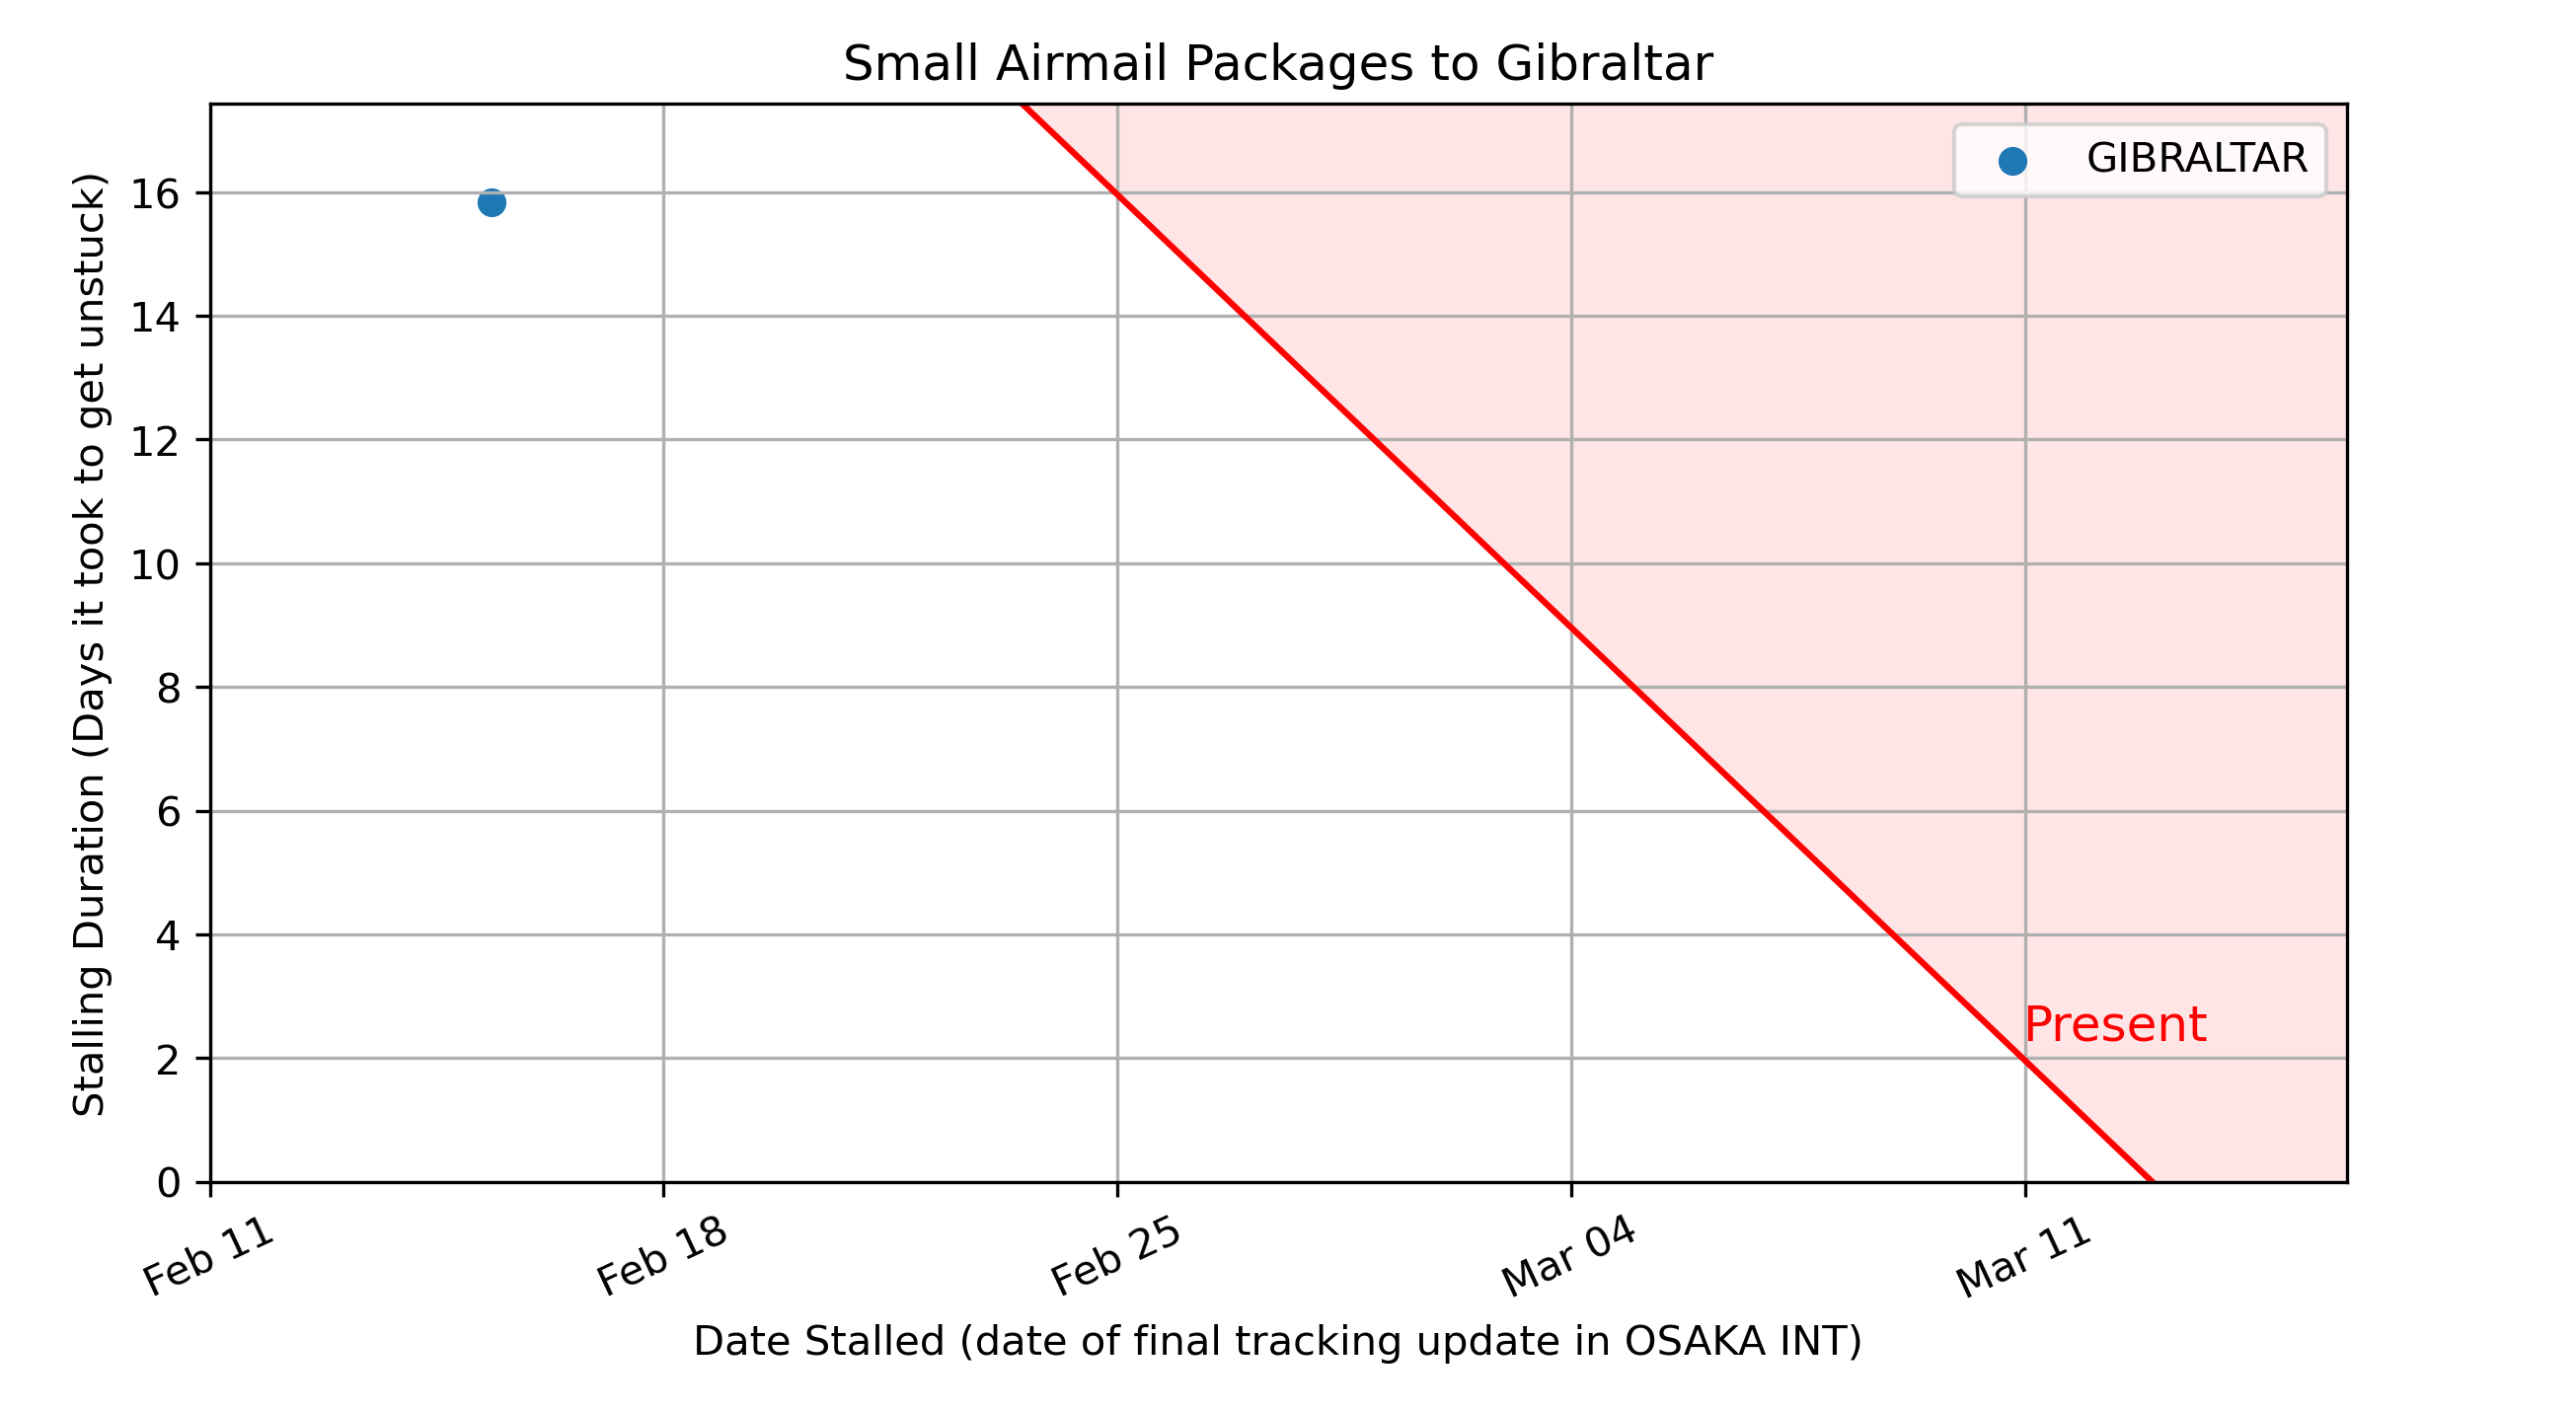 Small Airmail Packages to Gibraltar
GIBRALTAR
Stalling Duration (Days it took to get unstuck)
16
14
12
10
8
6
4
2
0
Present
Feb 11
Feb 18
Feb 25
Mar 04
Mar 11
Date Stalled (date of final tracking update in OSAKA INT)